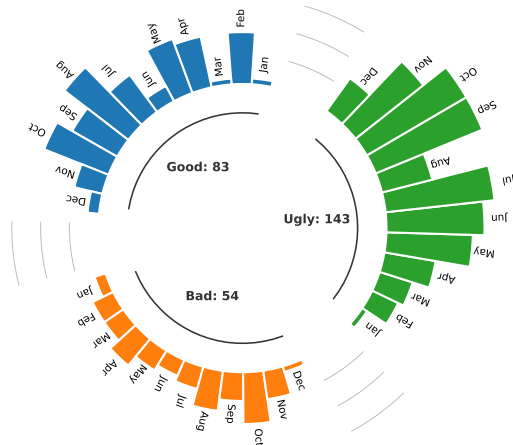 Good: 83
Jan
Feb
Mar
Apr
May
Jun
Jul
Aug
Sep
Oct
Nov
Dec
Bad: 54
Jan
Feb
Mar
Apr
May
Jun
Jul
Aug
Sep
Oct
Nov
Dec
Ugly: 143
Jan
Feb
Mar
Apr
May
Jun
Jul
Aug
Sep
Oct
Nov
Dec